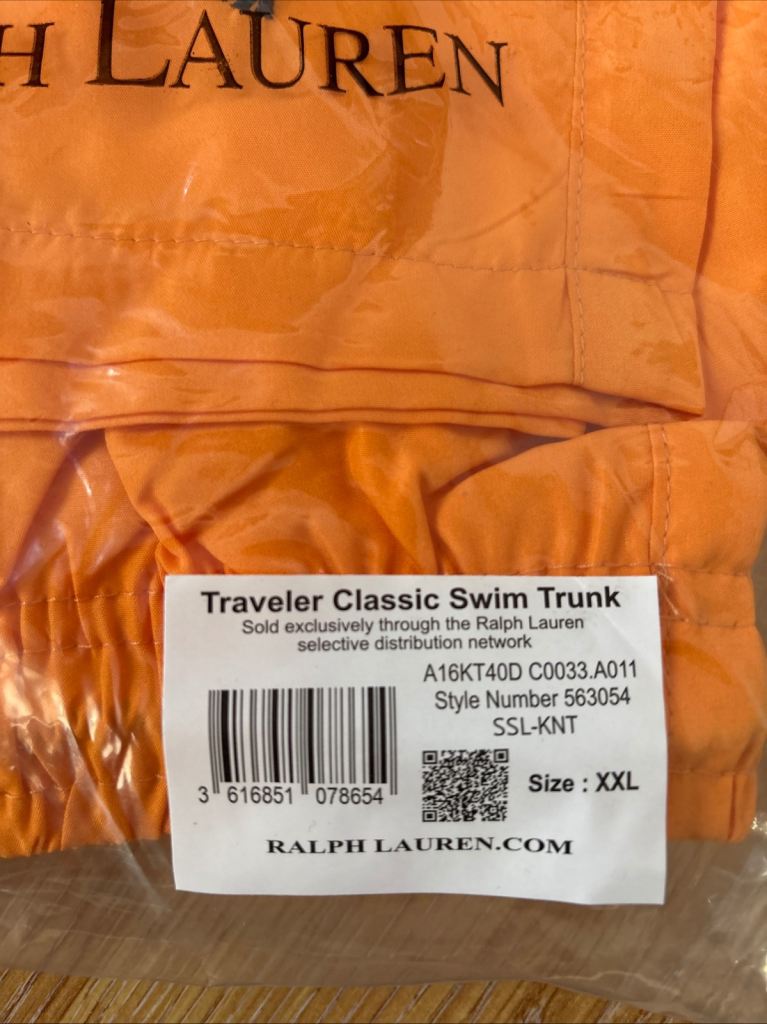 H LAUREN
Traveler Classic Swim Trunk
Sold exclusively through the Ralph Lauren
selective distribution network
A16KT40D C0033.A011
Style Number 563054
SSL-KNT
Size : XXL
3 616851 078654
RALPH LAUREN.COM